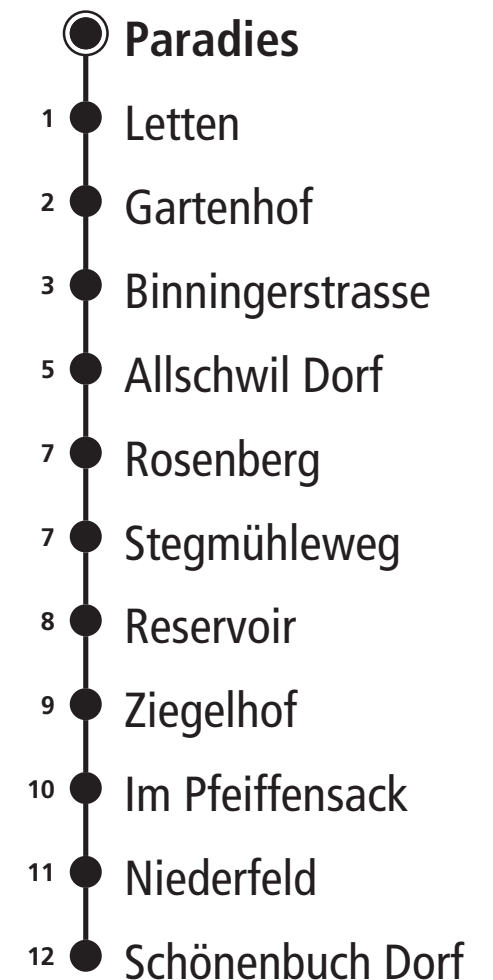 Paradies
1 Letten
2 Gartenhof
3 Binningerstrasse
5 Allschwil Dorf
7 Rosenberg
7 Stegmühleweg
8 Reservoir
9 Ziegelhof
10 Im Pfeiffensack
11 Niederfeld
12 Schönenbuch Dorf